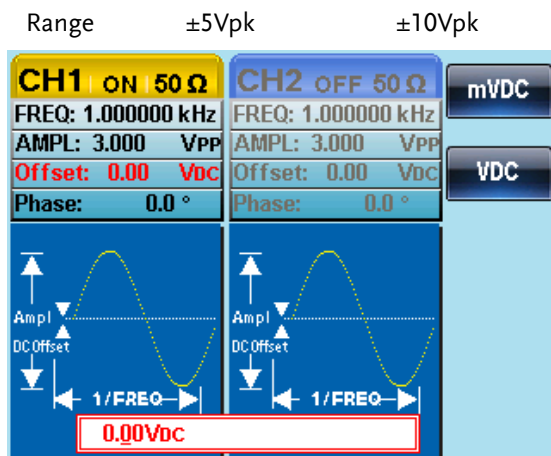 Range ±5Vpk ±10Vpk
CH1 ON 50 Ω CH2 OFF 50 Ω
mVDC
FREQ: 1.000000 kHz FREQ: 1.000000 kHz
AMPL: 3.000 VPP AMPL: 3.000 VPP
Offset: 0.00 VDC Offset: 0.00 VDC
VDC
Phase: 0.0 ° Phase: 0.0 °
Ampl Ampl
DC Offset DC Offset
1/FREQ 1/FREQ
0.00VDC